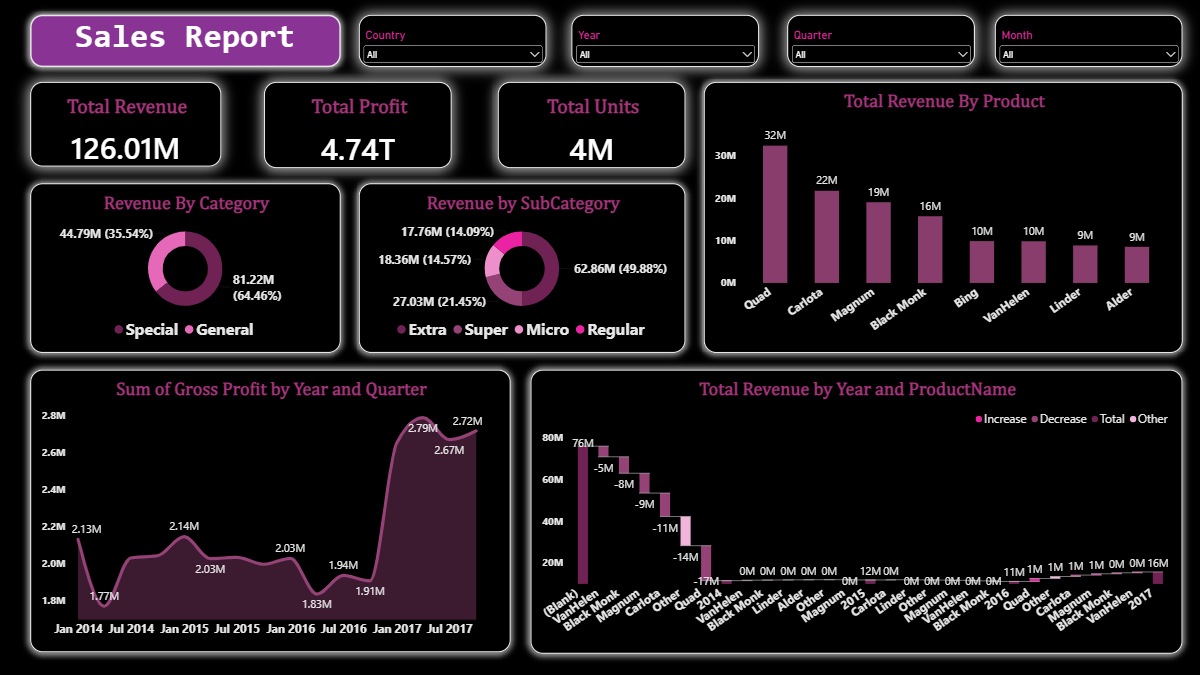 Sales Report
Country
All
Year
All
Quarter
All
Month
All
Total Revenue
126.01M
Total Profit
4.74T
Total Units
4M
Total Revenue By Product
32M
22M
19M
16M
10M
10M
9M
9M
30M
20M
10M
0M
Quad
Carlota
Magnum
Black Monk
Bing
VanHelen
Linder
Alder
Revenue By Category
44.79M (35.54%)
81.22M
(64.46%)
Special
General
Revenue by SubCategory
17.76M (14.09%)
18.36M (14.57%)
62.86M (49.88%)
27.03M (21.45%)
Extra
Super
Micro
Regular
Sum of Gross Profit by Year and Quarter
2.8M
2.6M
2.4M
2.2M
2.0M
1.8M
2.13M
1.77M
2.14M
2.03M
2.03M
1.83M
1.94M
1.91M
2.79M
2.67M
2.72M
Jan 2014
Jul 2014
Jan 2015
Jul 2015
Jan 2016
Jul 2016
Jan 2017
Jul 2017
Total Revenue by Year and ProductName
Increase
Decrease
Total
Other
80M
60M
40M
20M
76M
-5M
-8M
-9M
-11M
-14M
-17M
0M
0M
0M
0M
0M
0M
12M
0M
0M
0M
0M
0M
0M
11M
1M
1M
1M
1M
0M
0M
16M
(Blank)
VanHelen
Black Monk
Magnum
Carlota
Other
Quad
2014
VanHelen
Black Monk
Linder
Alder
Other
Magnum
2015
Carlota
Linder
Other
Magnum
VanHelen
Black Monk
2016
Quad
Other
Carlota
Magnum
Black Monk
VanHelen
2017